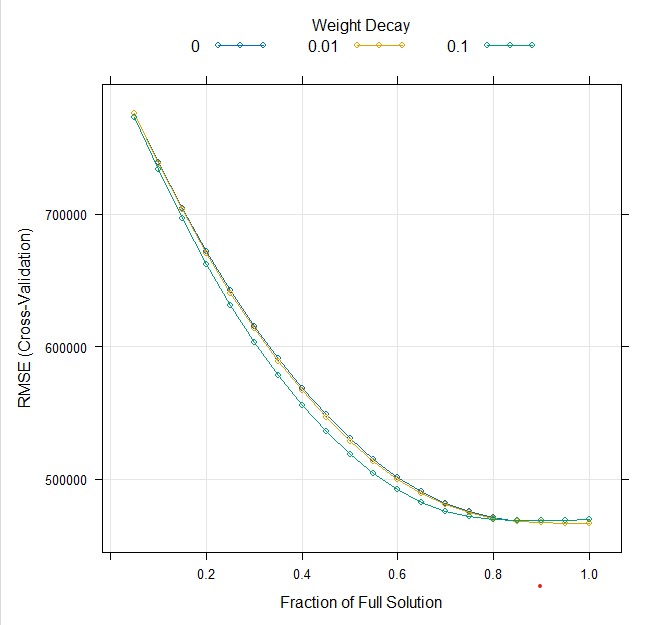 Weight Decay
0 0.01 0.1
700000
600000
500000
RMSE (Cross-Validation)
0.2 0.4 0.6 0.8 1.0
Fraction of Full Solution